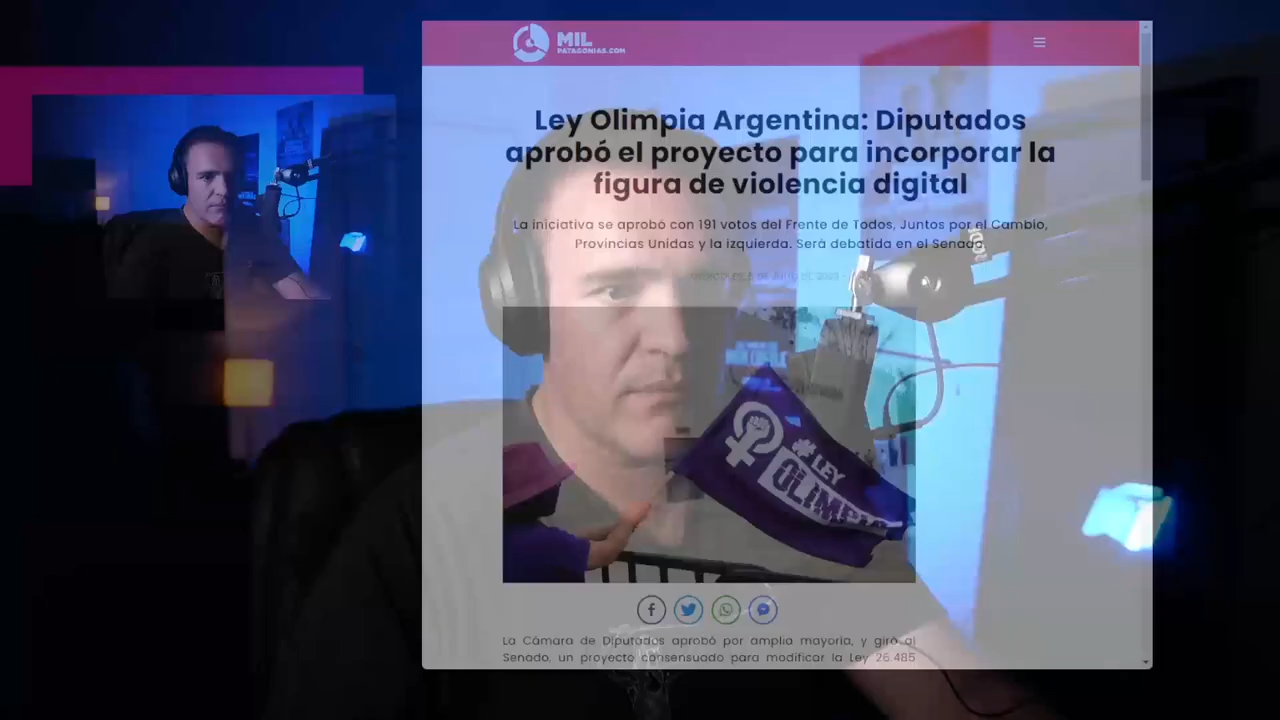 MIL
PATAGONIAS.COM
Ley Olimpia Argentina: Diputados
aprobó el proyecto para incorporar la
figura de violencia digital
La iniciativa se aprobó con 191 votos del Frente de Todos, Juntos por el Cambio,
Provincias Unidas y la izquierda. Será debatida en el Senado.
#LEY
OLIMPIA
La Cámara de Diputados aprobó por amplia mayoría, y giró al
Senado, un proyecto consensuado para modificar la Ley 26.485